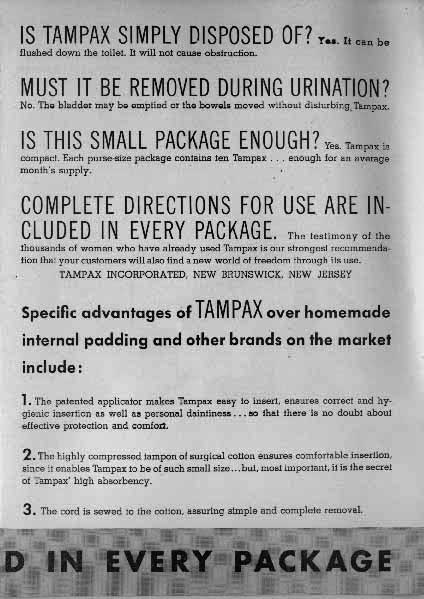 IS TAMPAX SIMPLY DISPOSED OF? Yes. It can be
flushed down the toilet. It will not cause obstruction.
MUST IT BE REMOVED DURING URINATION?
No. The bladder may be emptied or the bowels moved without disturbing Tampax.
IS THIS SMALL PACKAGE ENOUGH? Yes. Tampax is
compact. Each purse-size package contains ten Tampax . . . enough for an average
month's supply.
COMPLETE DIRECTIONS FOR USE ARE IN-
CLUDED IN EVERY PACKAGE. The testimony of the
thousands of women who have already used Tampax is our strongest recommenda-
tion that your customers will also find a new world of freedom through its use.
TAMPAX INCORPORATED, NEW BRUNSWICK, NEW JERSEY
Specific advantages of TAMPAX over homemade
internal padding and other brands on the market
include:
1. The patented applicator makes Tampax easy to insert, ensures correct and hy-
gienic insertion as well as personal daintiness . . . so that there is no doubt about
effective protection and comfort.
2. The highly compressed tampon of surgical cotton ensures comfortable insertion,
since it enables Tampax to be of such small size . . . but, most important, it is the secret
of Tampax' high absorbency.
3. The cord is sewed to the cotton, assuring simple and complete removal.
D IN EVERY PACKAGE